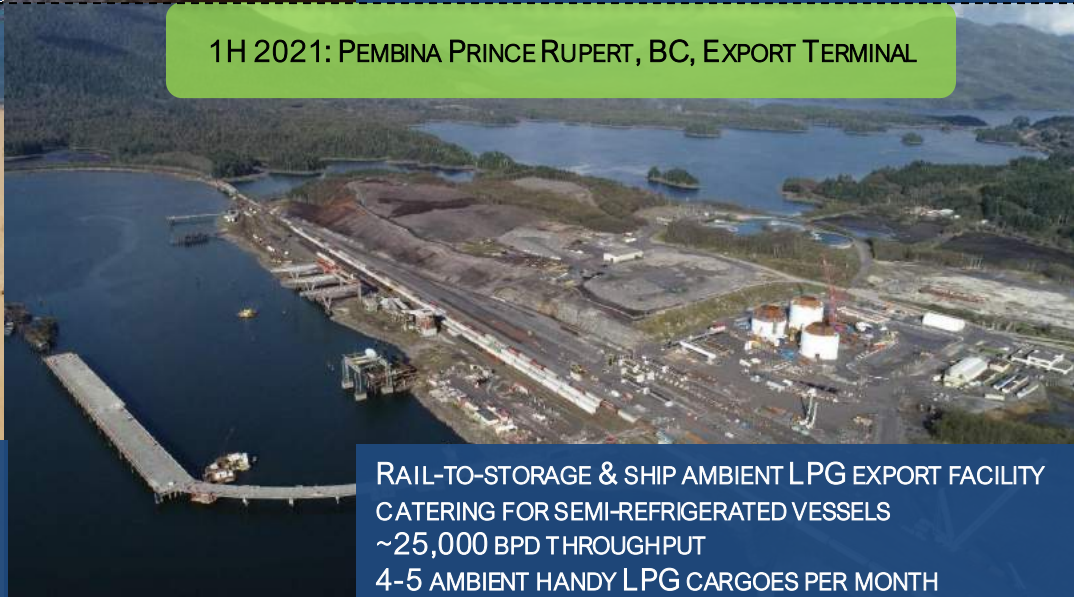 1H 2021: PEMBINA PRINCE RUPERT, BC, EXPORT TERMINAL
RAIL-TO-STORAGE & SHIP AMBIENT LPG EXPORT FACILITY
CATERING FOR SEMI-REFRIGERATED VESSELS
~25,000 BPD THROUGHPUT
4-5 AMBIENT HANDY LPG CARGOES PER MONTH